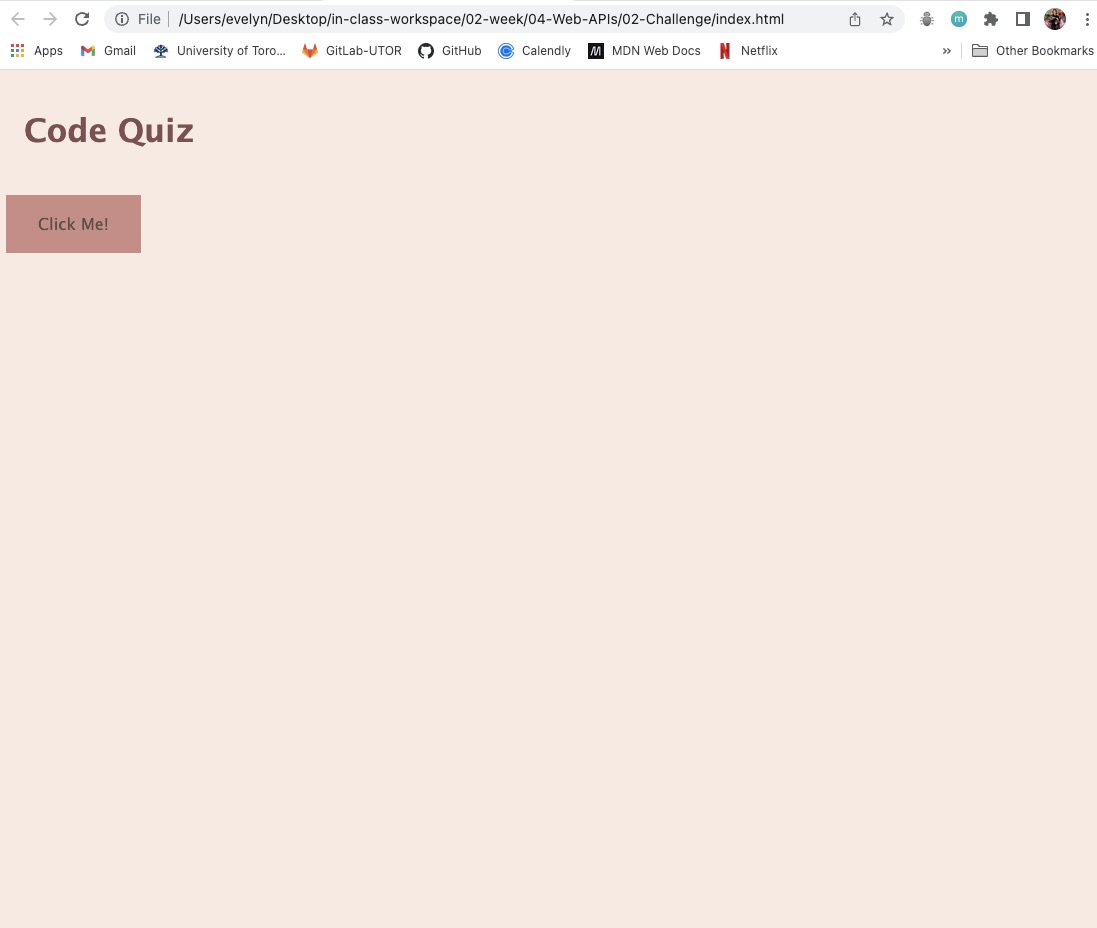 File /Users/evelyn/Desktop/in-class-workspace/02-week/04-Web-APIs/02-Challenge/index.html m
Apps Gmail University of Toro... GitLab-UTOR GitHub Calendly M MDN Web Docs N Netflix » Other Bookmarks
Code Quiz
Click Me!